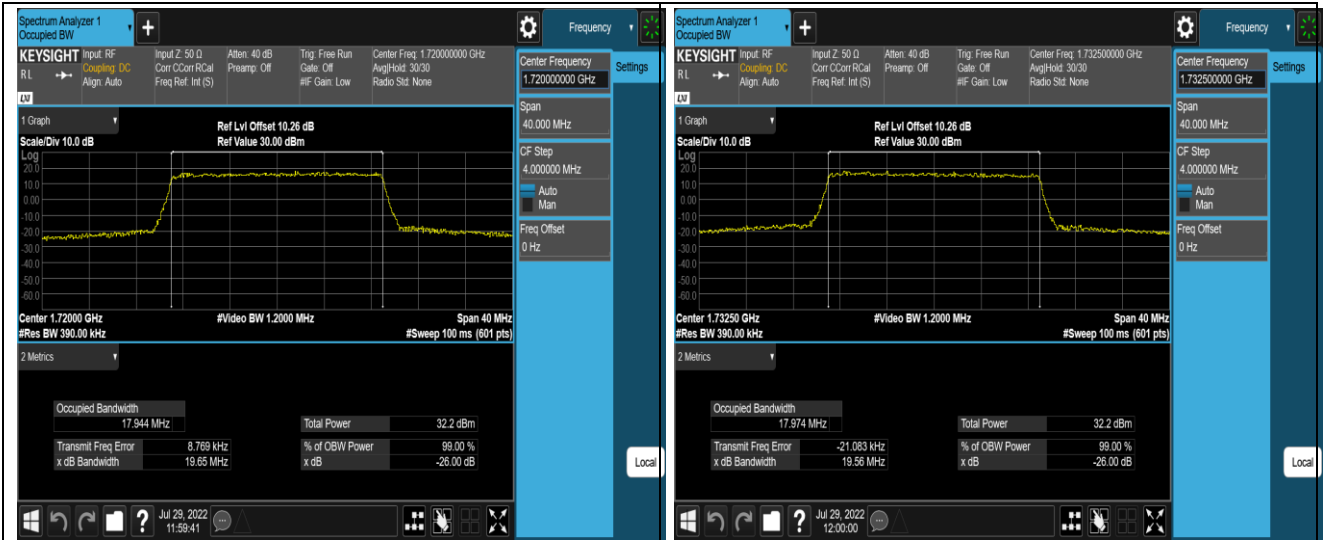 Spectrum Analyzer 1
Occupied BW
+
Frequency
KEYSIGHT
RL
LXI
Input: RF
Coupling: DC
Align: Auto
Input Z: 50 Ω
Corr CCorr RCal
Freq Ref: Int (S)
Atten: 40 dB
Preamp: Off
Trig: Free Run
Gate: Off
#IF Gain: Low
Center Freq: 1.720000000 GHz
Avg|Hold: 30/30
Radio Std: None
Center Frequency
1.720000000 GHz
Settings
Span
40.000 MHz
CF Step
4.000000 MHz
Auto
Man
Freq Offset
0 Hz
Local
1 Graph
Scale/Div 10.0 dB
Ref Lvl Offset 10.26 dB
Ref Value 30.00 dBm
Log
20.0
10.0
0.00
-10.0
-20.0
-30.0
-40.0
-50.0
-60.0
Center 1.72000 GHz
#Video BW 1.2000 MHz
Span 40 MHz
#Res BW 390.00 kHz
#Sweep 100 ms (601 pts)
2 Metrics
Occupied Bandwidth
17.944 MHz
Total Power 32.2 dBm
Transmit Freq Error 8.769 kHz
% of OBW Power 99.00 %
x dB Bandwidth 19.65 MHz
x dB -26.00 dB
?
Jul 29, 2022
11:59:41
Spectrum Analyzer 1
Occupied BW
+
Frequency
KEYSIGHT
RL
LXI
Input: RF
Coupling: DC
Align: Auto
Input Z: 50 Ω
Corr CCorr RCal
Freq Ref: Int (S)
Atten: 40 dB
Preamp: Off
Trig: Free Run
Gate: Off
#IF Gain: Low
Center Freq: 1.732500000 GHz
Avg|Hold: 30/30
Radio Std: None
Center Frequency
1.732500000 GHz
Settings
Span
40.000 MHz
CF Step
4.000000 MHz
Auto
Man
Freq Offset
0 Hz
Local
1 Graph
Scale/Div 10.0 dB
Ref Lvl Offset 10.26 dB
Ref Value 30.00 dBm
Log
20.0
10.0
0.00
-10.0
-20.0
-30.0
-40.0
-50.0
-60.0
Center 1.73250 GHz
#Video BW 1.2000 MHz
Span 40 MHz
#Res BW 390.00 kHz
#Sweep 100 ms (601 pts)
2 Metrics
Occupied Bandwidth
17.974 MHz
Total Power 32.2 dBm
Transmit Freq Error -21.083 kHz
% of OBW Power 99.00 %
x dB Bandwidth 19.56 MHz
x dB -26.00 dB
?
Jul 29, 2022
12:00:00